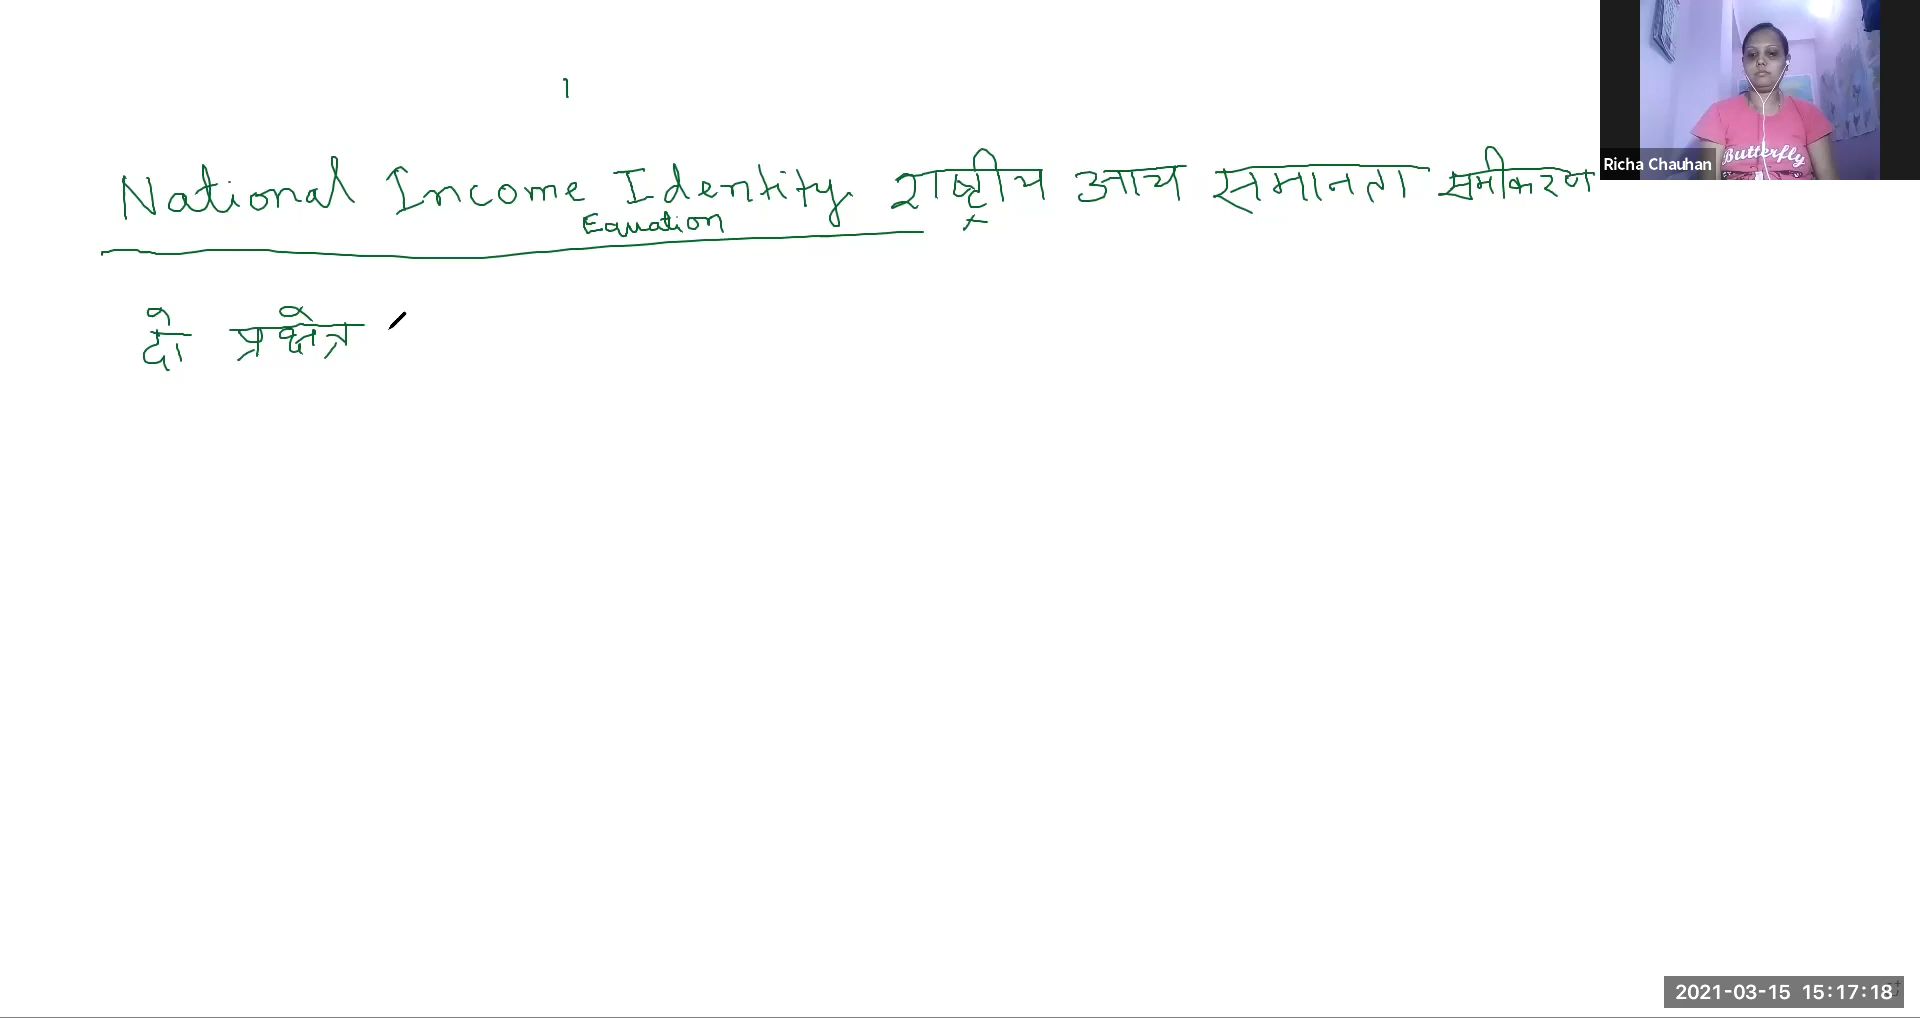 National Income Identity राष्ट्रीय आय समानता समीकरण
Equation
दो प्रक्षेत्र
Richa Chauhan
Butterfly
2021-03-15 15:17:18